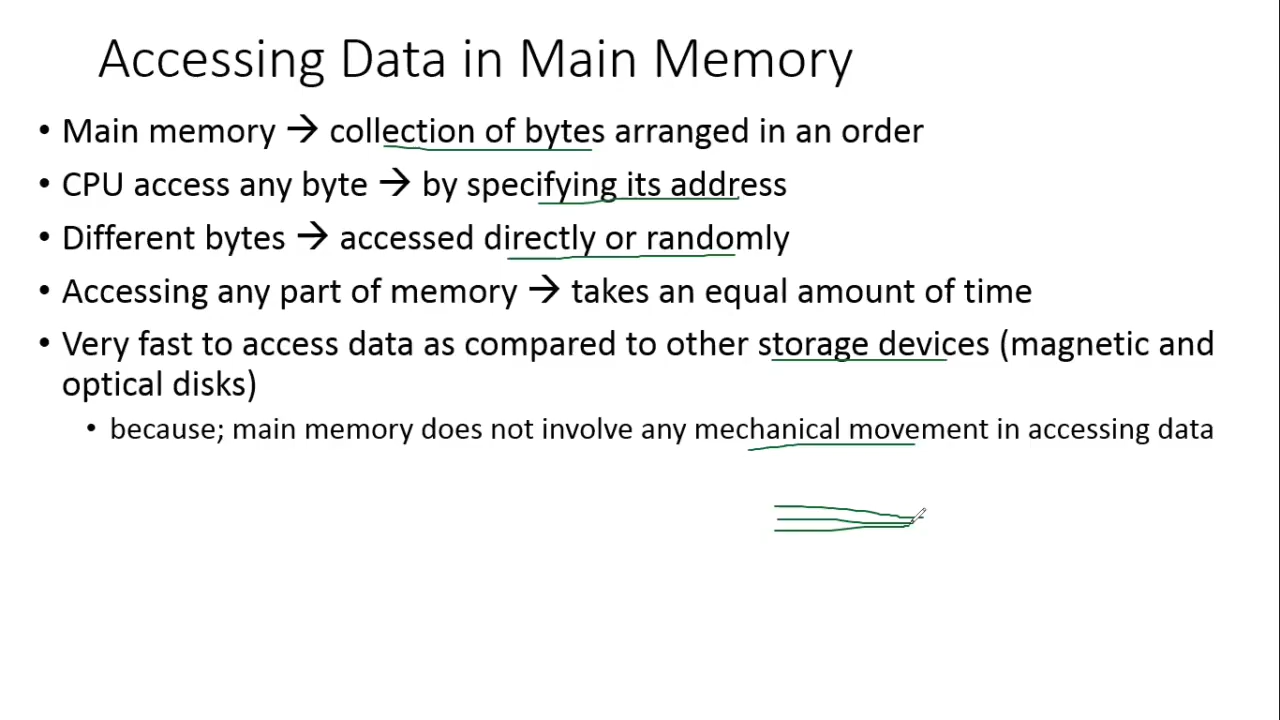 Accessing Data in Main Memory
• Main memory → collection of bytes arranged in an order
• CPU access any byte → by specifying its address
• Different bytes → accessed directly or randomly
• Accessing any part of memory → takes an equal amount of time
• Very fast to access data as compared to other storage devices (magnetic and
optical disks)
• because; main memory does not involve any mechanical movement in accessing data